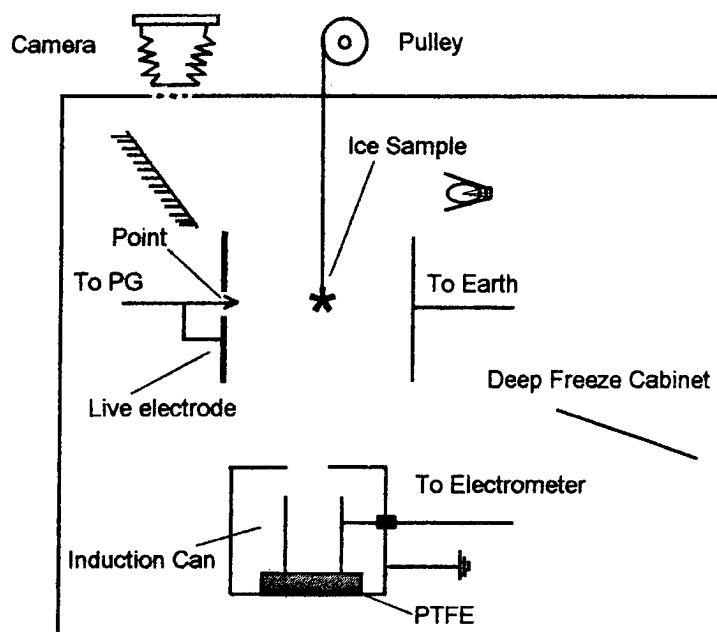 Camera
Pulley
Ice Sample
Point
To PG
To Earth
Live electrode
Deep Freeze Cabinet
To Electrometer
Induction Can
PTFE